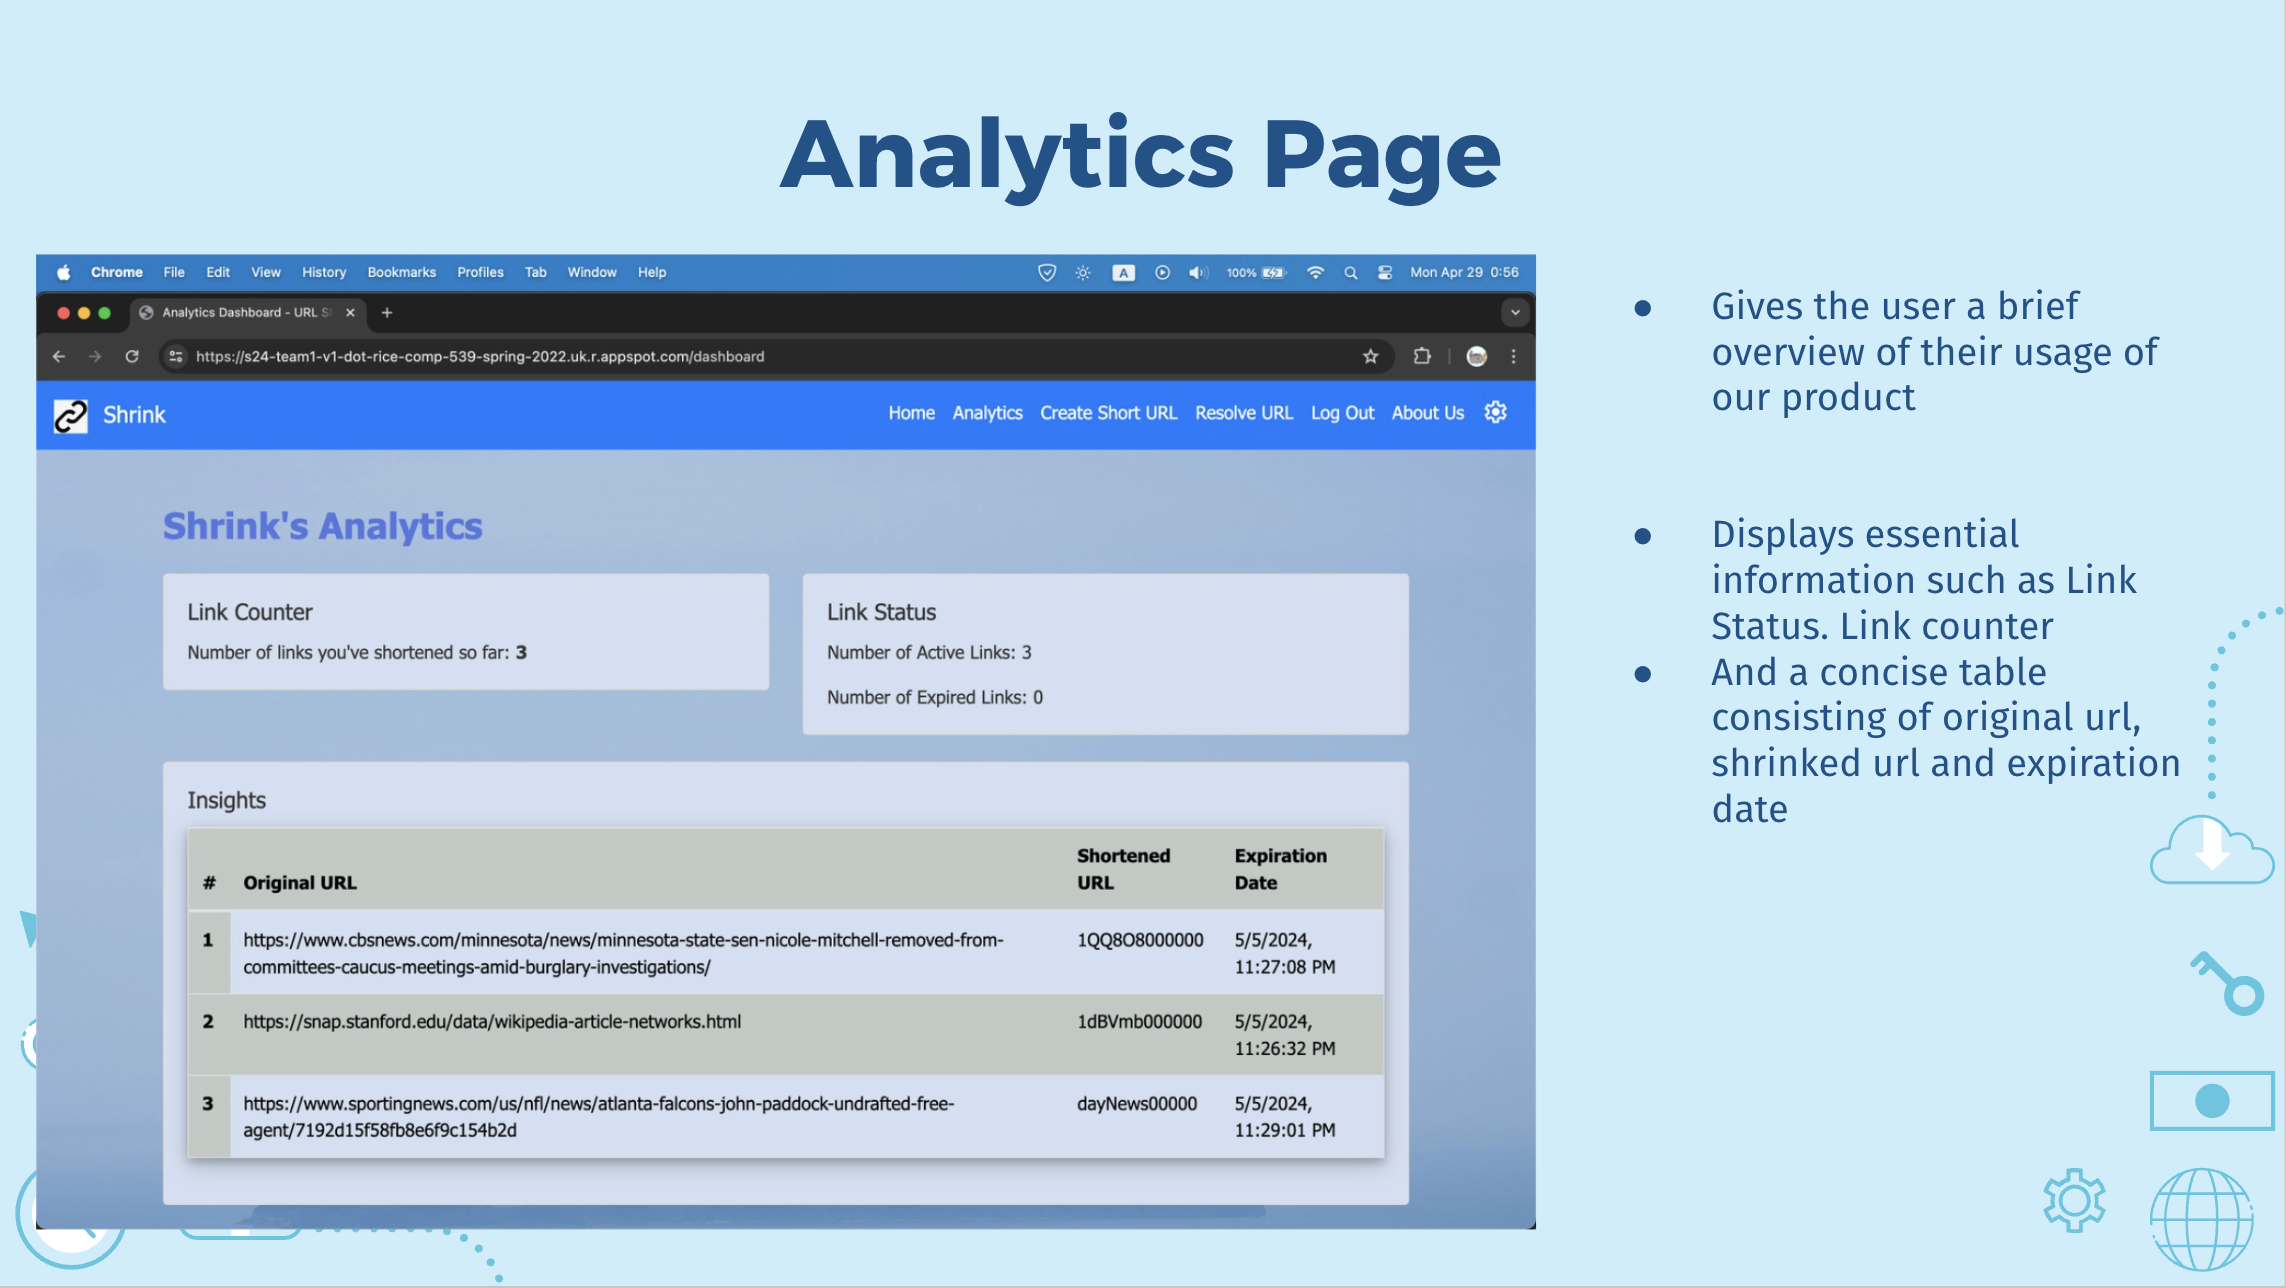 Analytics Page
Chrome File Edit View History Bookmarks Profiles Tab Window Help A 100% Mon Apr 29 0:56
Analytics Dashboard - URL S
https://s24-team1-v1-dot-rice-comp-539-spring-2022.uk.r.appspot.com/dashboard
Shrink Home Analytics Create Short URL Resolve URL Log Out About Us
Shrink's Analytics
Link Counter
Number of links you've shortened so far: 3
Link Status
Number of Active Links: 3
Number of Expired Links: 0
Insights
# Original URL Shortened URL Expiration Date
1 https://www.cbsnews.com/minnesota/news/minnesota-state-sen-nicole-mitchell-removed-from- 1QQ8O8000000 5/5/2024,
committees-caucus-meetings-amid-burglary-investigations/ 11:27:08 PM
2 https://snap.stanford.edu/data/wikipedia-article-networks.html 1dBVmb000000 5/5/2024,
11:26:32 PM
3 https://www.sportingnews.com/us/nfl/news/atlanta-falcons-john-paddock-undrafted-free- dayNews00000 5/5/2024,
agent/7192d15f58fb8e6f9c154b2d 11:29:01 PM
● Gives the user a brief
overview of their usage of
our product
● Displays essential
information such as Link
Status. Link counter
● And a concise table
consisting of original url,
shrinked url and expiration
date